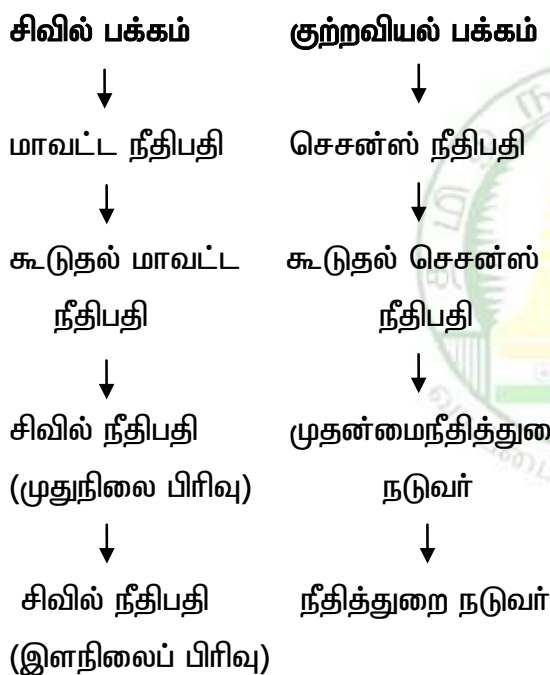 சிவில் பக்கம்
மாவட்ட நீதிபதி
கூடுதல் மாவட்ட
நீதிபதி
சிவில் நீதிபதி
(முதுநிலை பிரிவு)
சிவில் நீதிபதி
(இளநிலைப் பிரிவு)
குற்றவியல் பக்கம்
செசன்ஸ் நீதிபதி
கூடுதல் செசன்ஸ்
நீதிபதி
முதன்மைநீதித்துறை
நடுவர்
நீதித்துறை நடுவர்